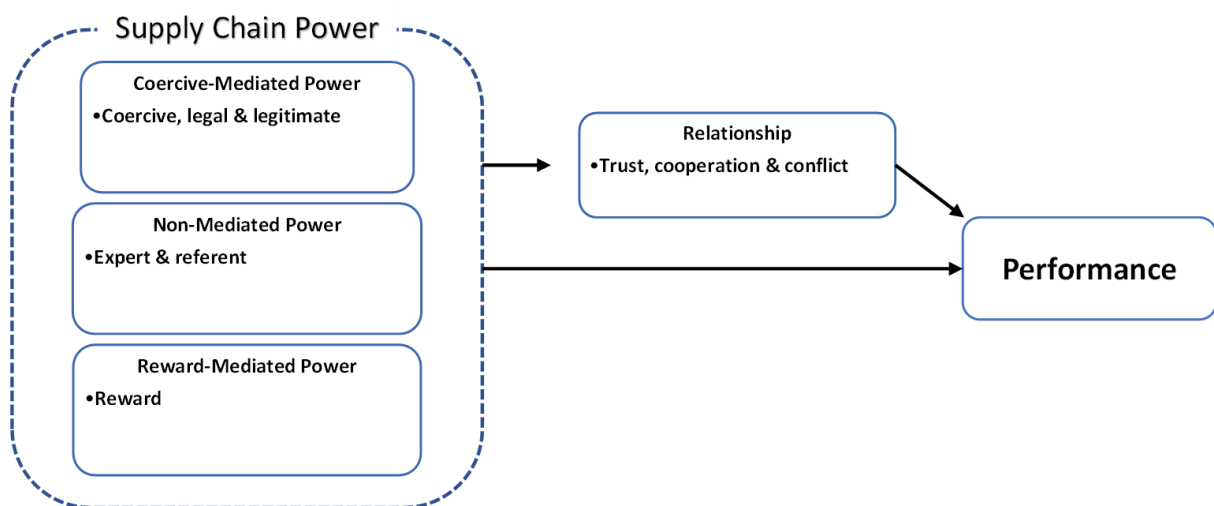 Supply Chain Power
Coercive-Mediated Power
•Coercive, legal & legitimate
Non-Mediated Power
•Expert & referent
Reward-Mediated Power
•Reward
Relationship
•Trust, cooperation & conflict
Performance